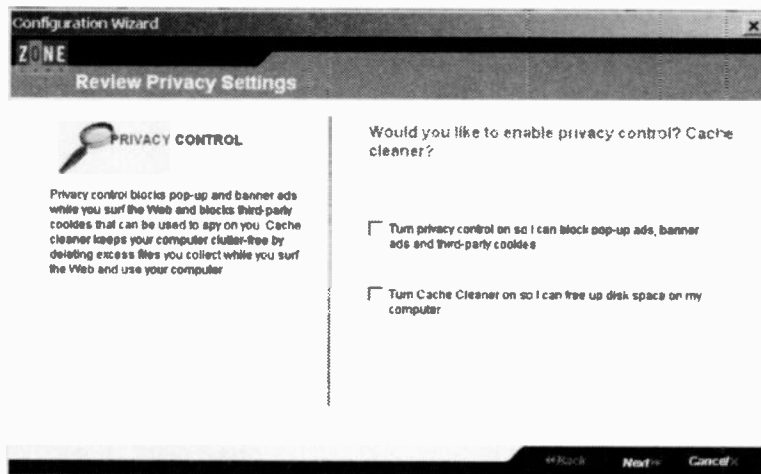 Configuration Wizard
ZONE
Review Privacy Settings
PRIVACY CONTROL
Privacy control blocks pop-up and banner ads
while you surf the Web and blocks third-party
cookies that can be used to spy on you. Cache
cleaner keeps your computer clutter-free by
deleting excess files you collect while you surf
the Web and use your computer
Would you like to enable privacy control? Cache
cleaner?
Turn privacy control on so I can block pop-up ads, banner
ads and third-party cookies
Turn Cache Cleaner on so I can free up disk space on my
computer
<<Back Next>> Cancel X